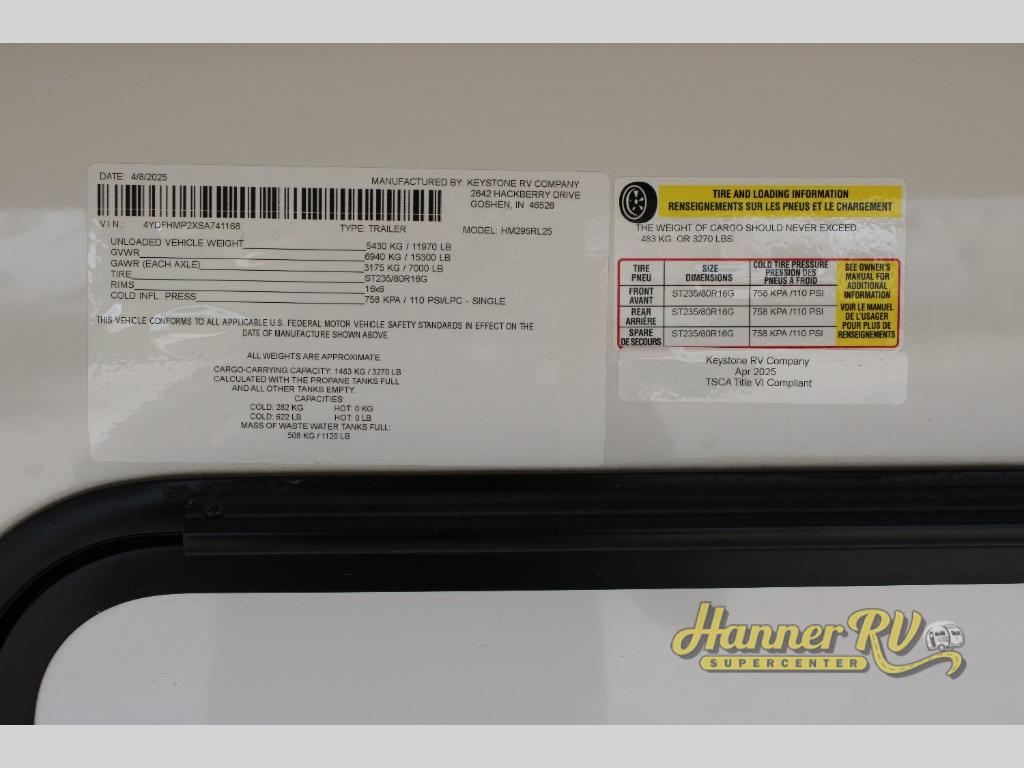 DATE: 4/8/2025
MANUFACTURED BY: KEYSTONE RV COMPANY
2642 HACKBERRY DRIVE
GOSHEN, IN 46526
V.I.N.: 4YDFHMP2XSA741168 TYPE: TRAILER MODEL: HM295RL25
UNLOADED VEHICLE WEIGHT 5430 KG / 11970 LB
GVWR 6940 KG / 15300 LB
GAWR (EACH AXLE) 3175 KG / 7000 LB
TIRE ST235/80R16G
RIMS 16x6
COLD INFL. PRESS 758 KPA / 110 PSI/LPC - SINGLE
THIS VEHICLE CONFORMS TO ALL APPLICABLE U.S. FEDERAL MOTOR VEHICLE SAFETY STANDARDS IN EFFECT ON THE
DATE OF MANUFACTURE SHOWN ABOVE.
ALL WEIGHTS ARE APPROXIMATE.
CARGO-CARRYING CAPACITY: 1483 KG / 3270 LB
CALCULATED WITH THE PROPANE TANKS FULL
AND ALL OTHER TANKS EMPTY.
CAPACITIES:
COLD: 282 KG HOT: 0 KG
COLD: 622 LB HOT: 0 LB
MASS OF WASTE WATER TANKS FULL:
508 KG / 1120 LB
TIRE AND LOADING INFORMATION
RENSEIGNEMENTS SUR LES PNEUS ET LE CHARGEMENT
THE WEIGHT OF CARGO SHOULD NEVER EXCEED
483 KG OR 3270 LBS.
TIRE
PNEU
SIZE
DIMENSIONS
COLD TIRE PRESSURE
PRESSION DES
PNEUS À FROID
FRONT
AVANT
ST235/80R16G
758 KPA /110 PSI
REAR
ARRIÈRE
ST235/80R16G
758 KPA /110 PSI
SPARE
DE SECOURS
ST235/80R16G
758 KPA /110 PSI
SEE OWNER'S
MANUAL FOR
ADDITIONAL
INFORMATION
VOIR LE MANUEL
DE L'USAGER
POUR PLUS DE
RENSEIGNEMENTS
Keystone RV Company
Apr 2025
TSCA Title VI Compliant
Hanner RV
SUPERCENTER